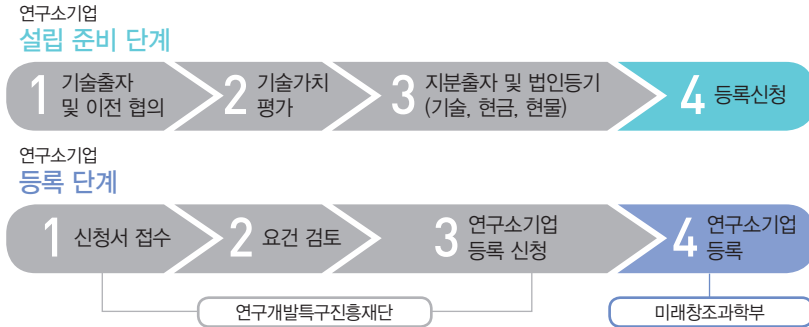 연구소기업
설립 준비 단계
1 기술출자
및 이전 협의
2 기술가치
평가
3 지분출자 및 법인등기
(기술, 현금, 현물)
4 등록신청
연구소기업
등록 단계
1 신청서 접수
2 요건 검토
3 연구소기업
등록 신청
4 연구소기업
등록
연구개발특구진흥재단
미래창조과학부